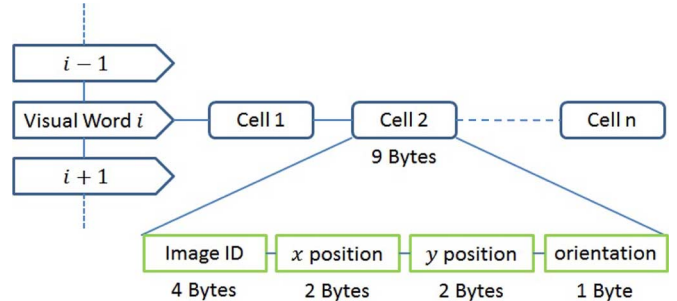 i − 1
Visual Word i
Cell 1
Cell 2
Cell n
9 Bytes
i + 1
Image ID
x position
y position
orientation
4 Bytes
2 Bytes
2 Bytes
1 Byte